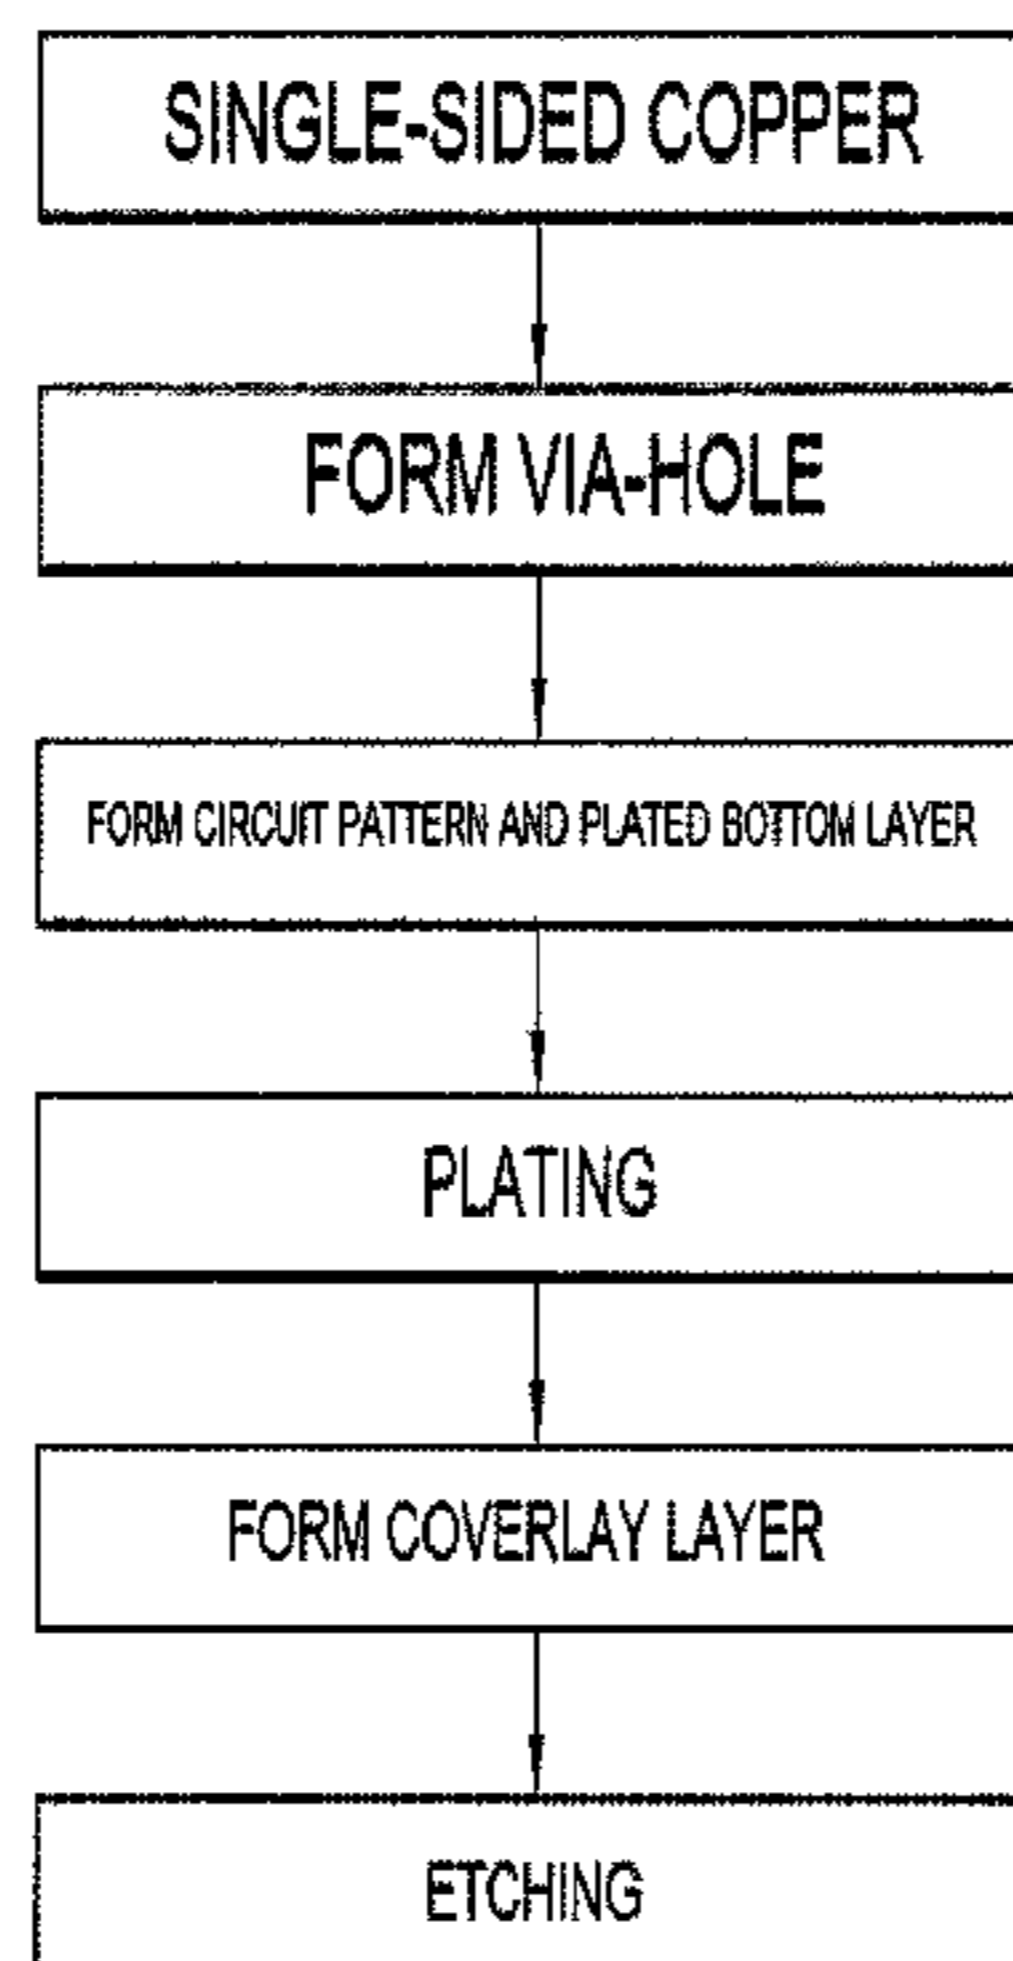 SINGLE-SIDED COPPER
FORM VIA-HOLE
FORM CIRCUIT PATTERN AND PLATED BOTTOM LAYER
PLATING
FORM COVERLAY LAYER
ETCHING